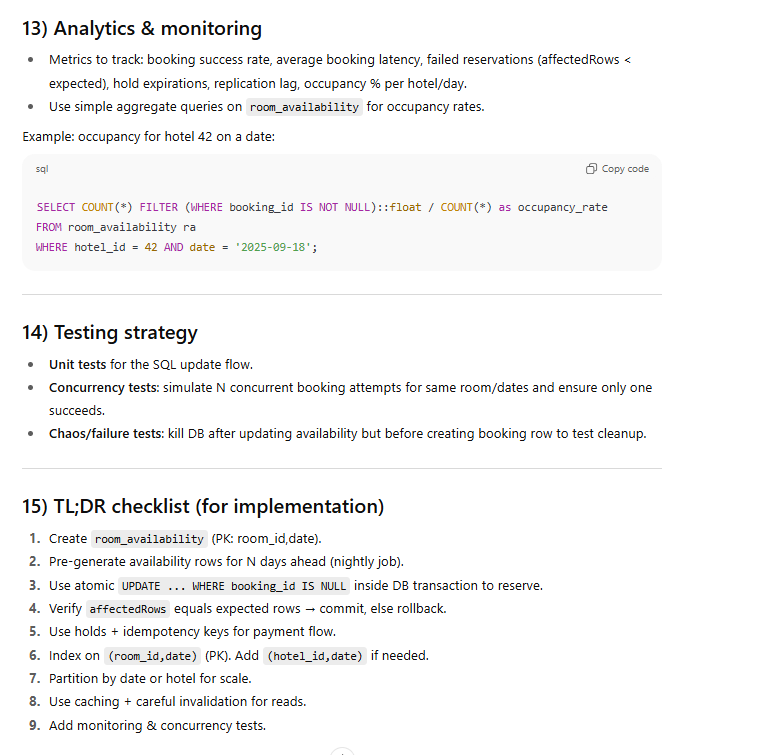 13) Analytics & monitoring
• Metrics to track: booking success rate, average booking latency, failed reservations (affectedRows <
expected), hold expirations, replication lag, occupancy % per hotel/day.
• Use simple aggregate queries on room_availability for occupancy rates.
Example: occupancy for hotel 42 on a date:
sql
Copy code
SELECT COUNT(*) FILTER (WHERE booking_id IS NOT NULL)::float / COUNT(*) as occupancy_rate
FROM room_availability ra
WHERE hotel_id = 42 AND date = '2025-09-18';
14) Testing strategy
• Unit tests for the SQL update flow.
• Concurrency tests: simulate N concurrent booking attempts for same room/dates and ensure only one
succeeds.
• Chaos/failure tests: kill DB after updating availability but before creating booking row to test cleanup.
15) TL;DR checklist (for implementation)
1. Create room_availability (PK: room_id,date).
2. Pre-generate availability rows for N days ahead (nightly job).
3. Use atomic UPDATE ... WHERE booking_id IS NULL inside DB transaction to reserve.
4. Verify affectedRows equals expected rows → commit, else rollback.
5. Use holds + idempotency keys for payment flow.
6. Index on (room_id,date) (PK). Add (hotel_id,date) if needed.
7. Partition by date or hotel for scale.
8. Use caching + careful invalidation for reads.
9. Add monitoring & concurrency tests.